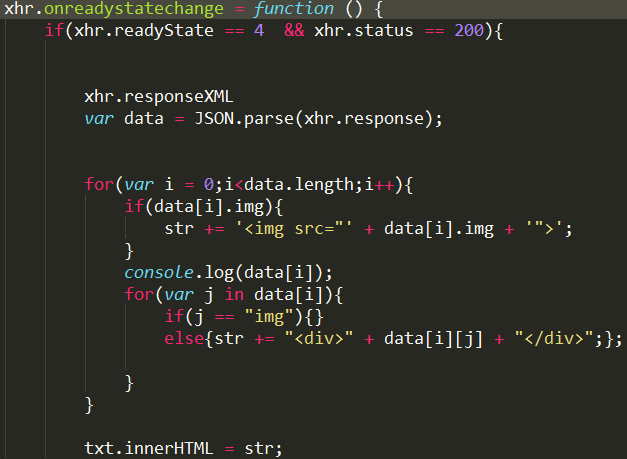 xhr.onreadystatechange = function () {
if(xhr.readyState == 4  && xhr.status == 200){
xhr.responseXML
var data = JSON.parse(xhr.response);
for(var i = 0;i<data.length;i++){
if(data[i].img){
str += '<img src="' + data[i].img + '">';
}
console.log(data[i]);
for(var j in data[i]){
if(j == "img"){}
else{str += "<div>" + data[i][j] + "</div>";};
}
}
txt.innerHTML = str;